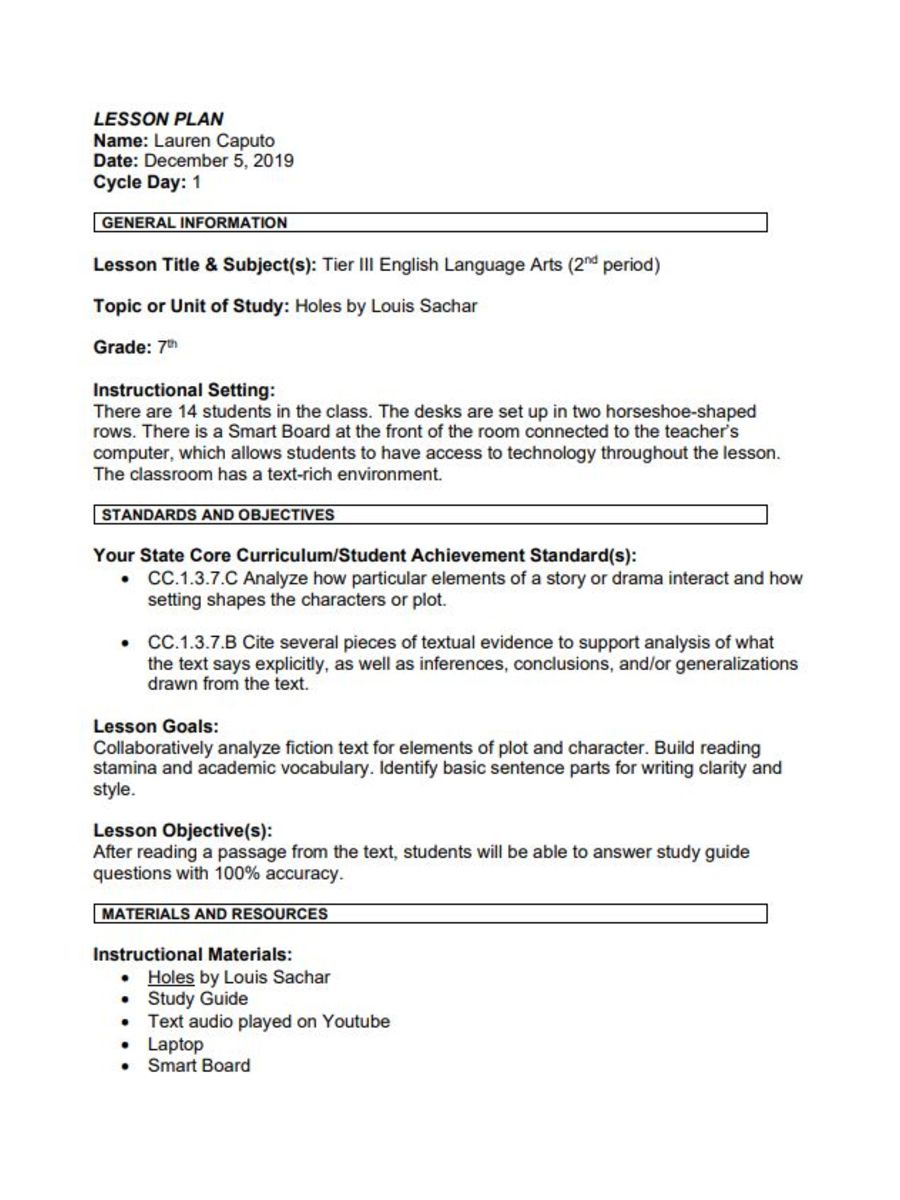 LESSON PLAN
Name: Lauren Caputo
Date: December 5, 2019
Cycle Day: 1
GENERAL INFORMATION
Lesson Title & Subject(s): Tier III English Language Arts (2nd period)
Topic or Unit of Study: Holes by Louis Sachar
Grade: 7th
Instructional Setting:
There are 14 students in the class. The desks are set up in two horseshoe-shaped
rows. There is a Smart Board at the front of the room connected to the teacher's
computer, which allows students to have access to technology throughout the lesson.
The classroom has a text-rich environment.
STANDARDS AND OBJECTIVES
Your State Core Curriculum/Student Achievement Standard(s):
• CC.1.3.7.C Analyze how particular elements of a story or drama interact and how
setting shapes the characters or plot.
• CC.1.3.7.B Cite several pieces of textual evidence to support analysis of what
the text says explicitly, as well as inferences, conclusions, and/or generalizations
drawn from the text.
Lesson Goals:
Collaboratively analyze fiction text for elements of plot and character. Build reading
stamina and academic vocabulary. Identify basic sentence parts for writing clarity and
style.
Lesson Objective(s):
After reading a passage from the text, students will be able to answer study guide
questions with 100% accuracy.
MATERIALS AND RESOURCES
Instructional Materials:
• Holes by Louis Sachar
• Study Guide
• Text audio played on Youtube
• Laptop
• Smart Board